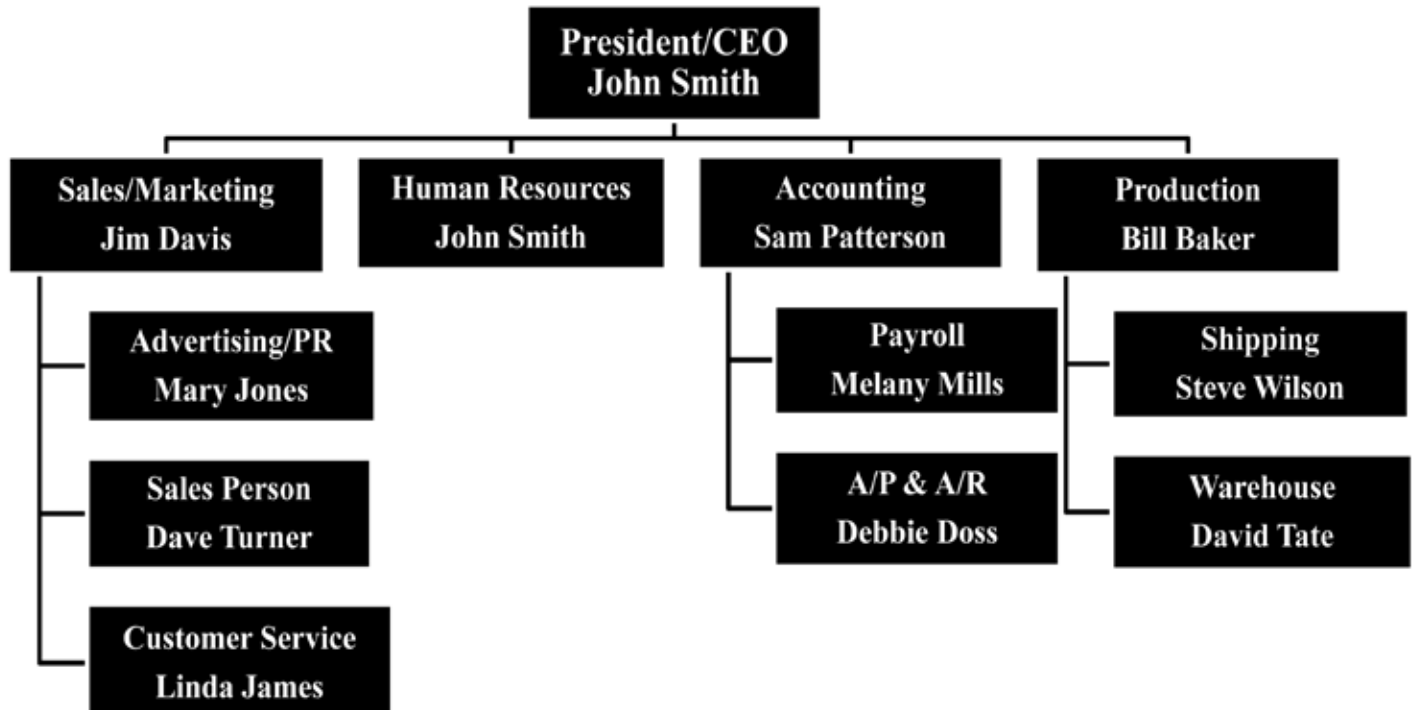 President/CEO
John Smith
Sales/Marketing
Jim Davis
Human Resources
John Smith
Accounting
Sam Patterson
Production
Bill Baker
Advertising/PR
Mary Jones
Sales Person
Dave Turner
Customer Service
Linda James
Payroll
Melany Mills
A/P & A/R
Debbie Doss
Shipping
Steve Wilson
Warehouse
David Tate